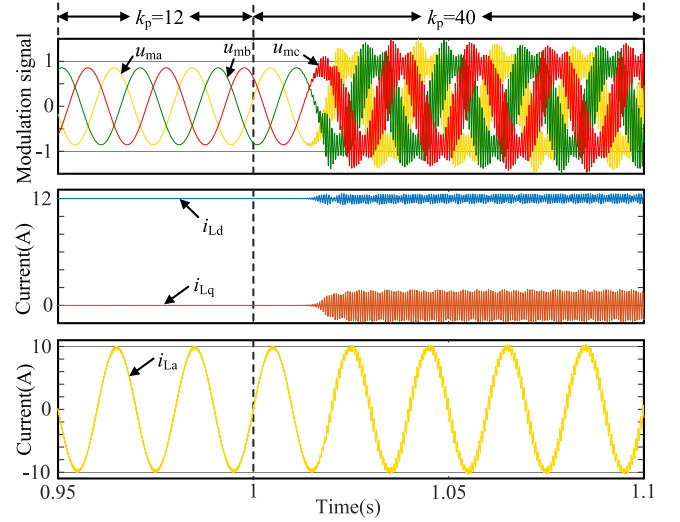 kp=12
kp=40
Modulation signal
1
0
-1
uma
umb
umc
Current(A)
12
0
iLd
iLq
Current(A)
10
0
-10
iLa
0.95
1
1.05
1.1
Time(s)